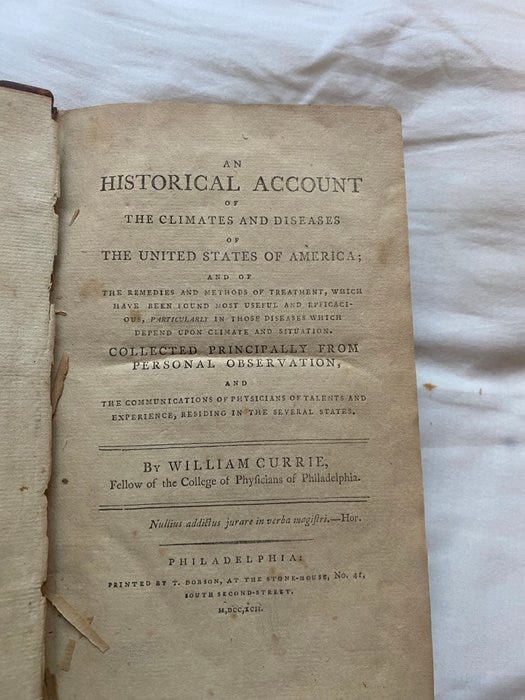 AN
HISTORICAL ACCOUNT
OF
THE CLIMATES AND DISEASES
OF
THE UNITED STATES OF AMERICA;
AND OF
THE REMEDIES AND METHODS OF TREATMENT, WHICH
HAVE BEEN FOUND MOST USEFUL AND EFFICACI-
OUS, PARTICULARLY IN THOSE DISEASES WHICH
DEPEND UPON CLIMATE AND SITUATION.
COLLECTED PRINCIPALLY FROM
PERSONAL OBSERVATION,
AND
THE COMMUNICATIONS OF PHYSICIANS OF TALENTS AND
EXPERIENCE, RESIDING IN THE SEVERAL STATES.
BY WILLIAM CURRIE,
Fellow of the College of Phyſicians of Philadelphia.
Nullius addictus jurare in verba magiſtri.—HOR.
PHILADELPHIA:
PRINTED BY T. DOBSON, AT THE STONE-HOUSE, No. 41,
SOUTH SECOND-STREET.
M,DCC,XCII.